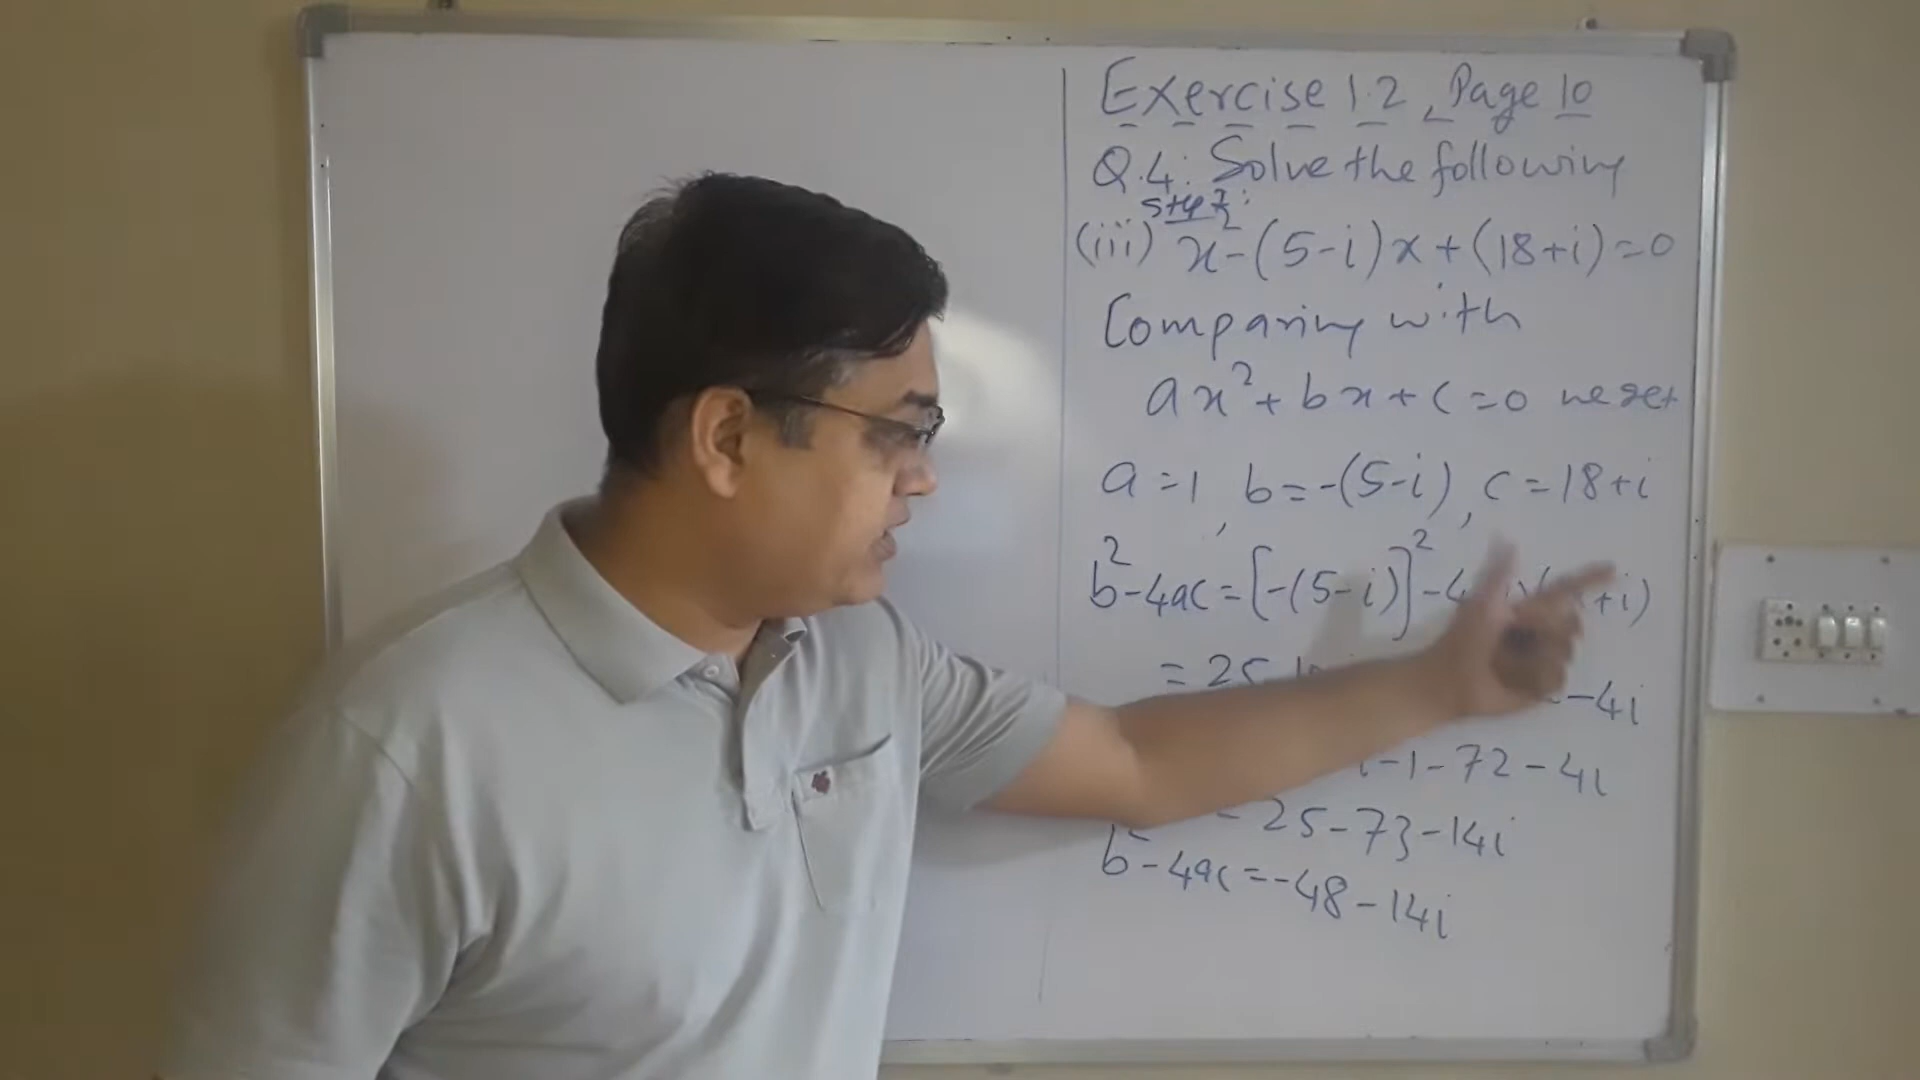 Exercise 1.2, Page 10
Q.4: Solve the following
step I:
(iii) x²-(5-i)x+(18+i)=0
Comparing with
ax²+bx+c=0 we get
a=1, b=-(5-i), c=18+i
b²-4ac=[-(5-i)]²-4 +i)
= 25 -4i
i-1-72-4i
= 25-73-14i
b²-4ac=-48-14i